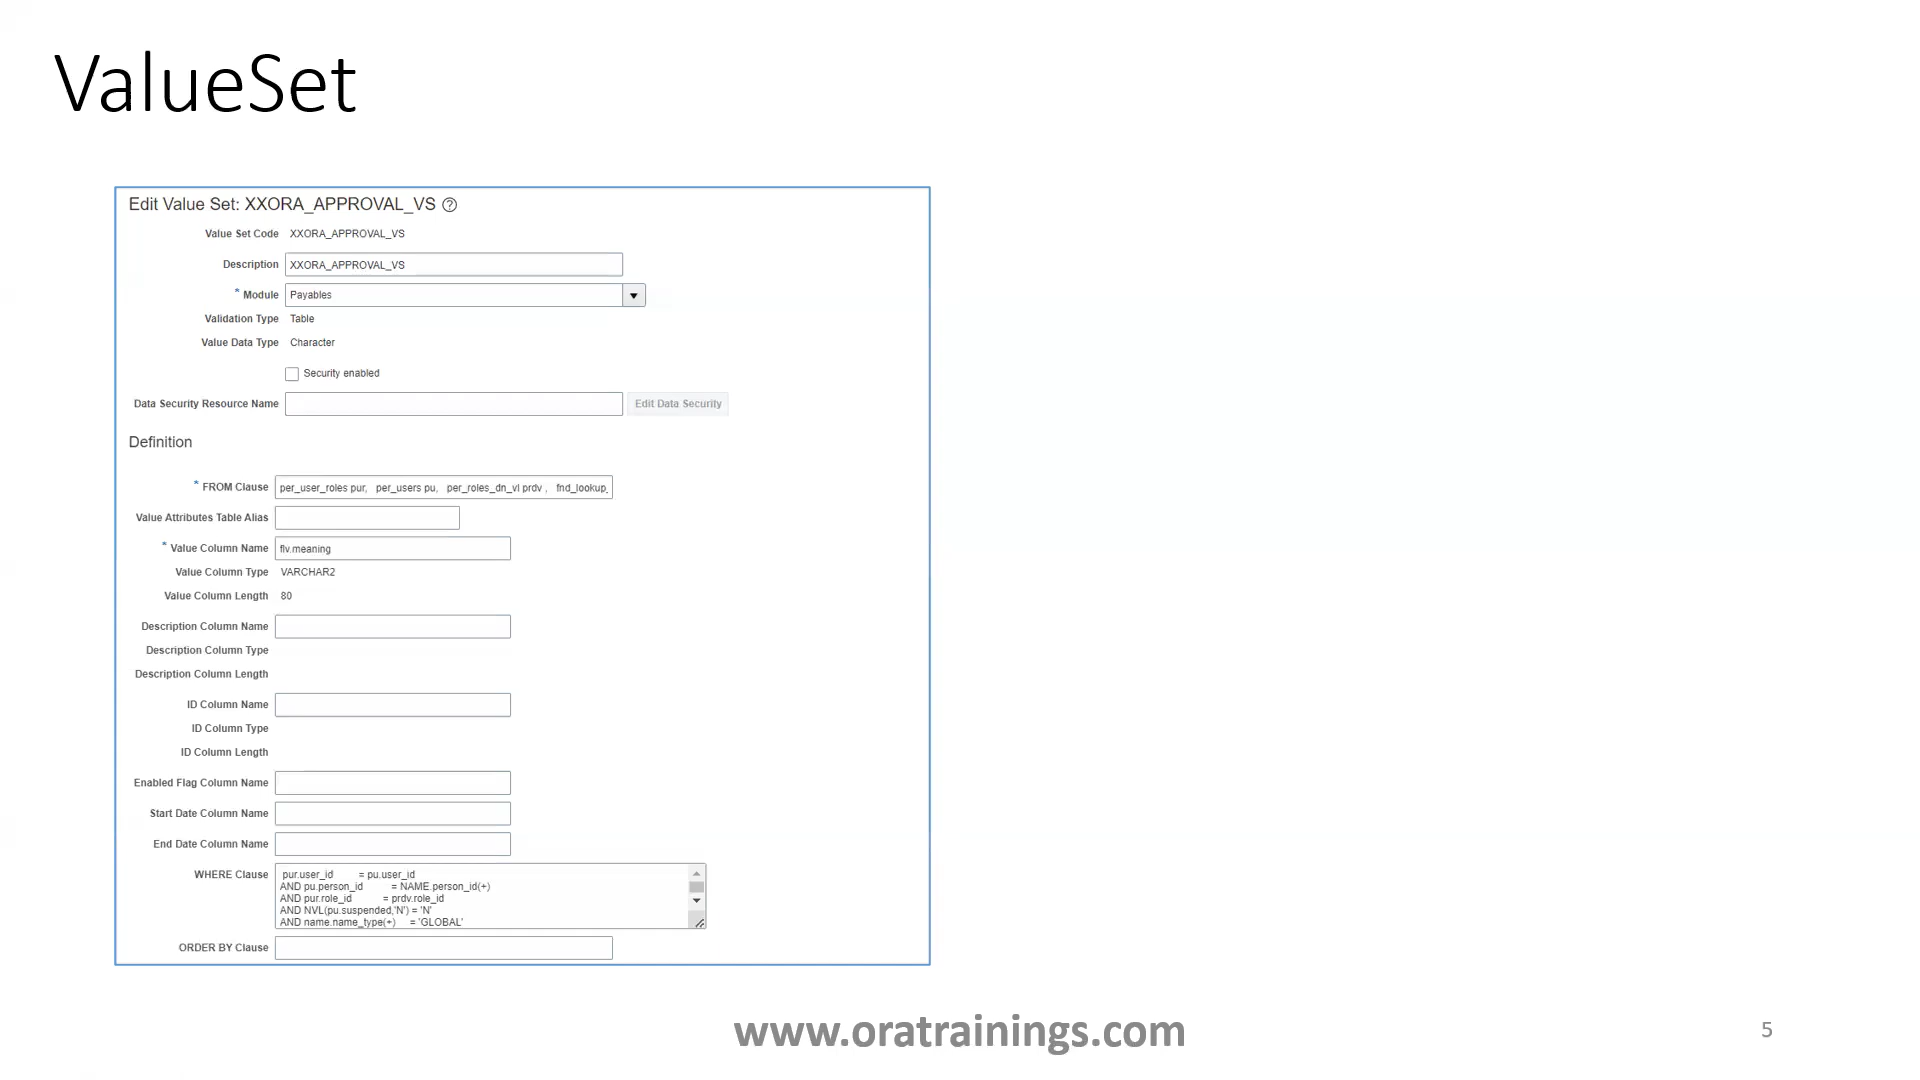 ValueSet
Edit Value Set: XXORA_APPROVAL_VS ?
Value Set Code XXORA_APPROVAL_VS
Description XXORA_APPROVAL_VS
* Module Payables
Validation Type Table
Value Data Type Character
Security enabled
Data Security Resource Name Edit Data Security
Definition
* FROM Clause per_user_roles pur, per_users pu, per_roles_dn_vl prdv , fnd_lookup_
Value Attributes Table Alias
* Value Column Name flv.meaning
Value Column Type VARCHAR2
Value Column Length 80
Description Column Name
Description Column Type
Description Column Length
ID Column Name
ID Column Type
ID Column Length
Enabled Flag Column Name
Start Date Column Name
End Date Column Name
WHERE Clause pur.user_id = pu.user_id
AND pu.person_id = NAME.person_id(+)
AND pur.role_id = prdv.role_id
AND NVL(pu.suspended,'N') = 'N'
AND name.name_type(+) = 'GLOBAL'
ORDER BY Clause
www.oratrainings.com
5